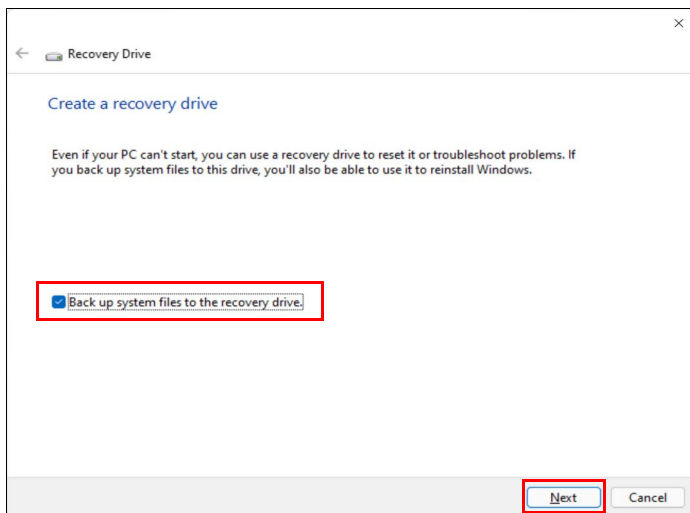 Recovery Drive
Create a recovery drive
Even if your PC can't start, you can use a recovery drive to reset it or troubleshoot problems. If
you back up system files to this drive, you'll also be able to use it to reinstall Windows.
Back up system files to the recovery drive.
Next
Cancel